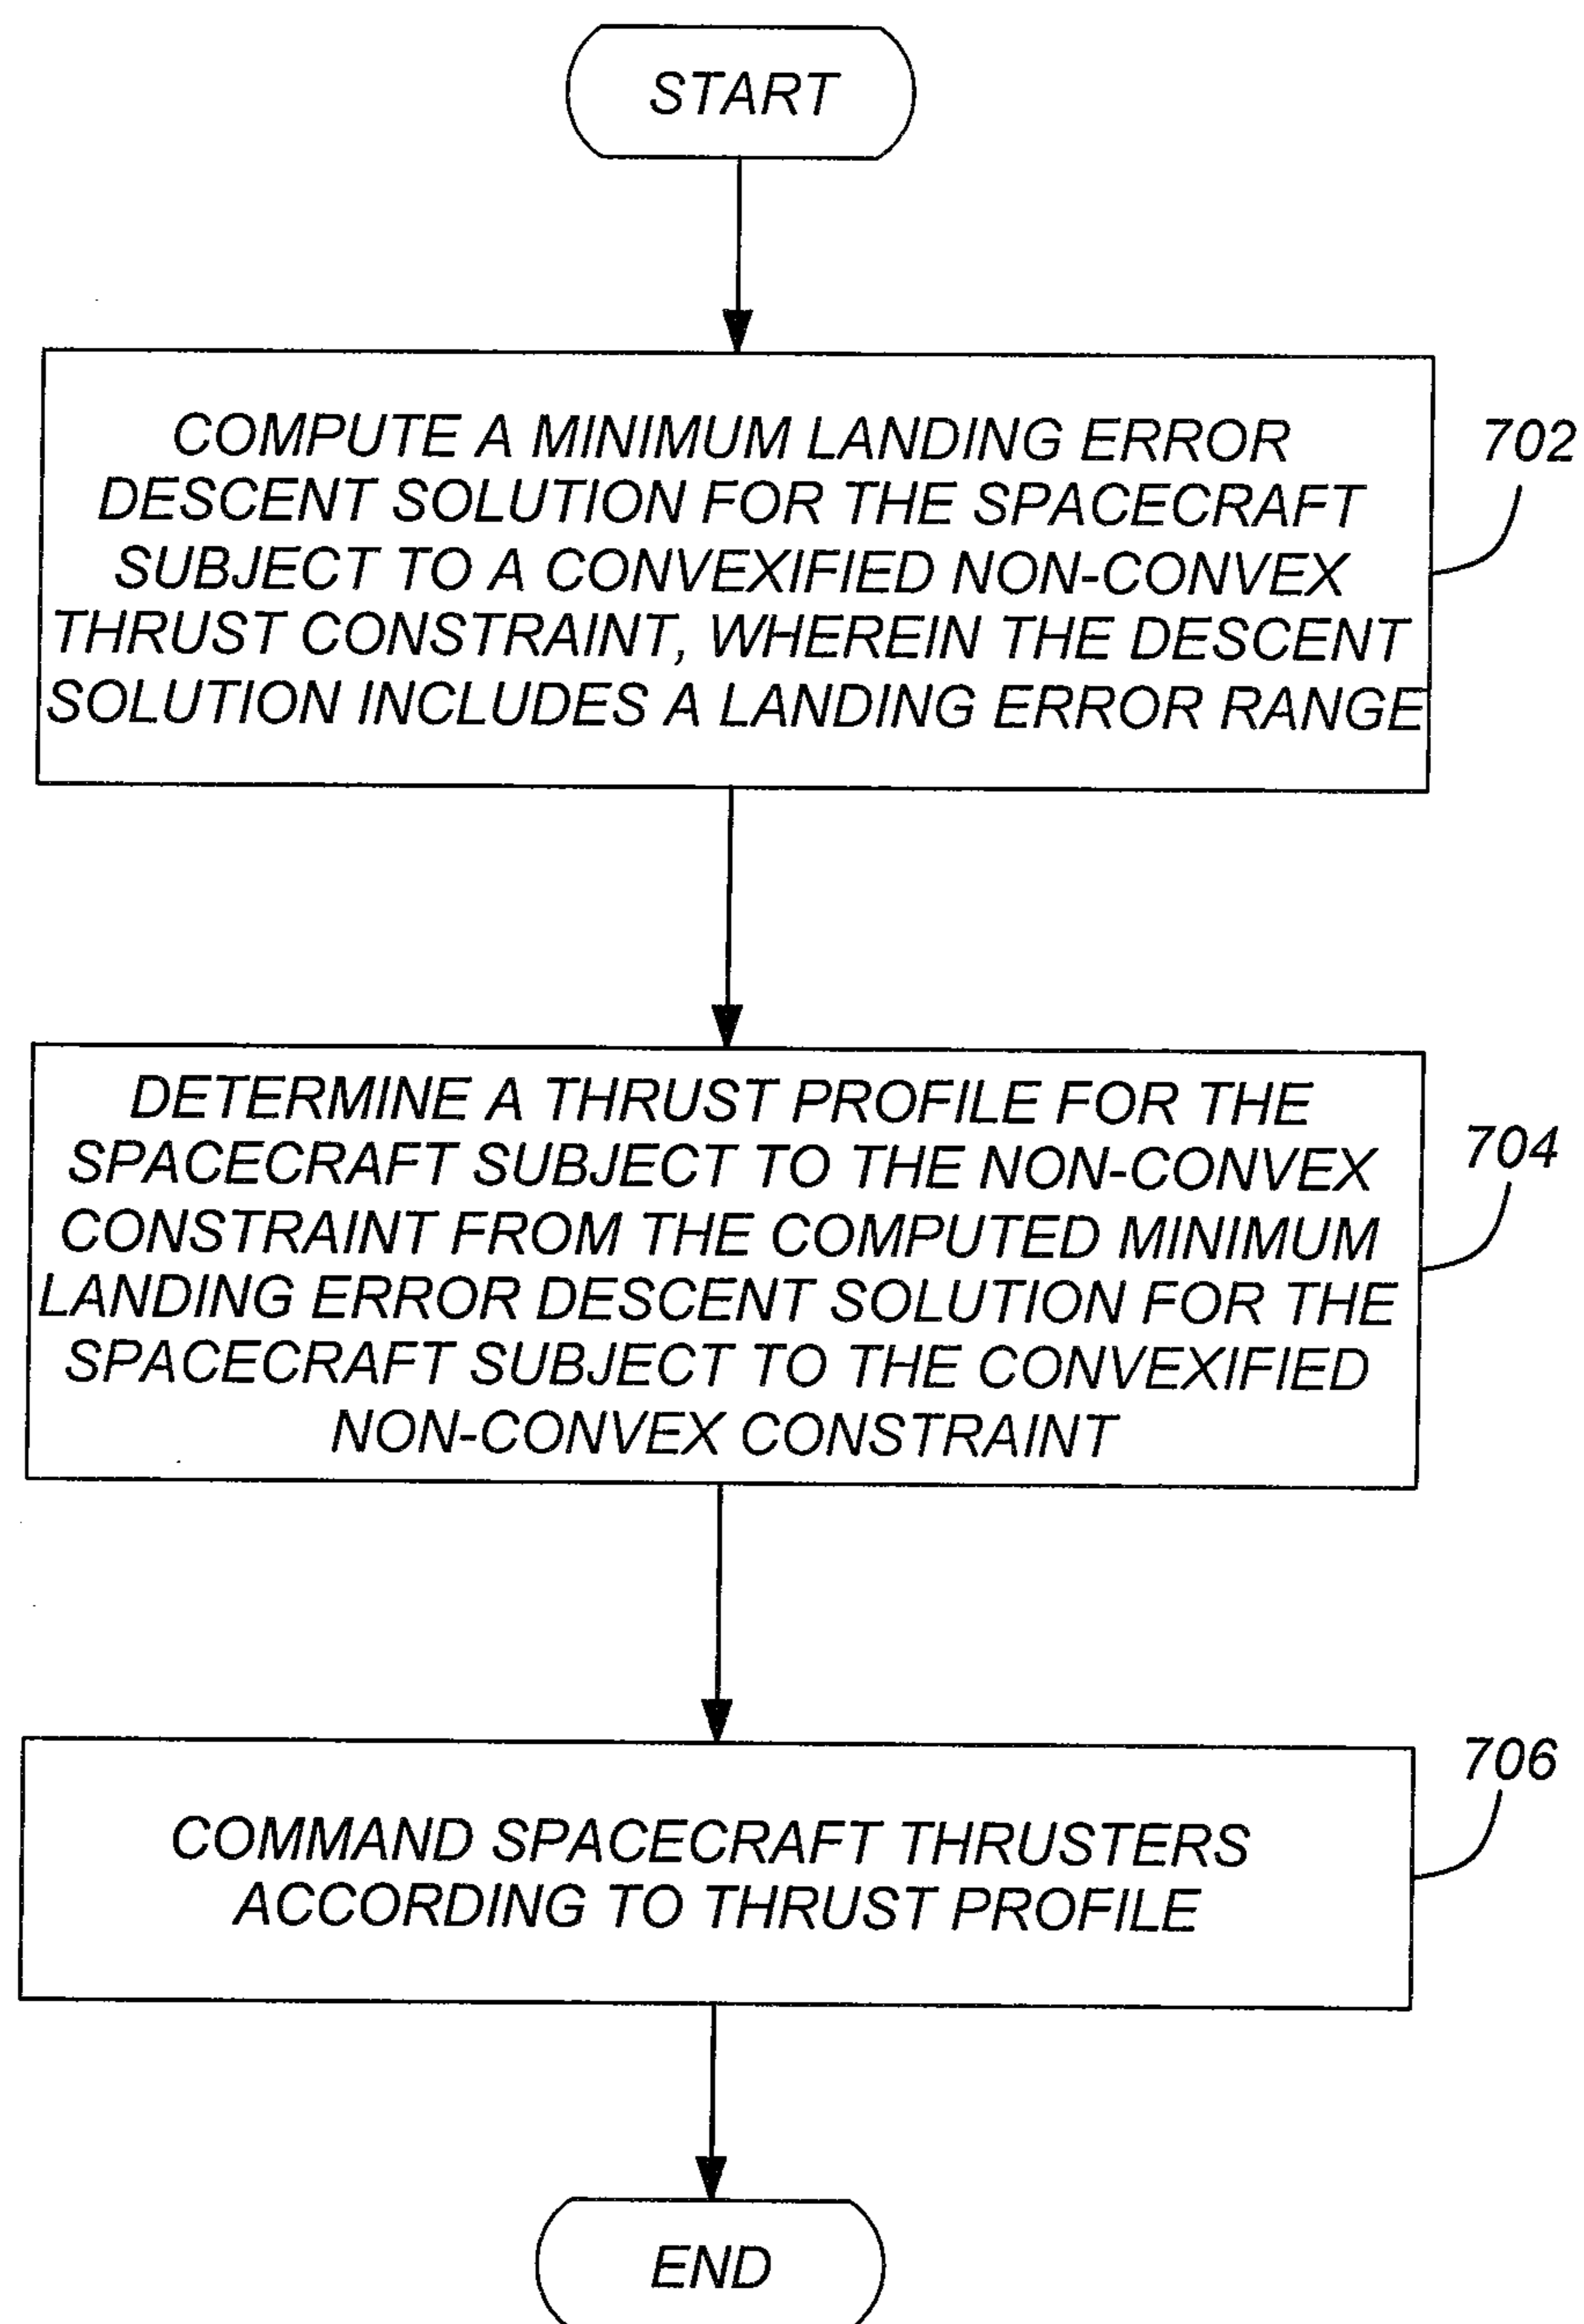 START
COMPUTE A MINIMUM LANDING ERROR
DESCENT SOLUTION FOR THE SPACECRAFT
SUBJECT TO A CONVEXIFIED NON-CONVEX
THRUST CONSTRAINT, WHEREIN THE DESCENT
SOLUTION INCLUDES A LANDING ERROR RANGE
702
DETERMINE A THRUST PROFILE FOR THE
SPACECRAFT SUBJECT TO THE NON-CONVEX
CONSTRAINT FROM THE COMPUTED MINIMUM
LANDING ERROR DESCENT SOLUTION FOR THE
SPACECRAFT SUBJECT TO THE CONVEXIFIED
NON-CONVEX CONSTRAINT
704
COMMAND SPACECRAFT THRUSTERS
ACCORDING TO THRUST PROFILE
706
END